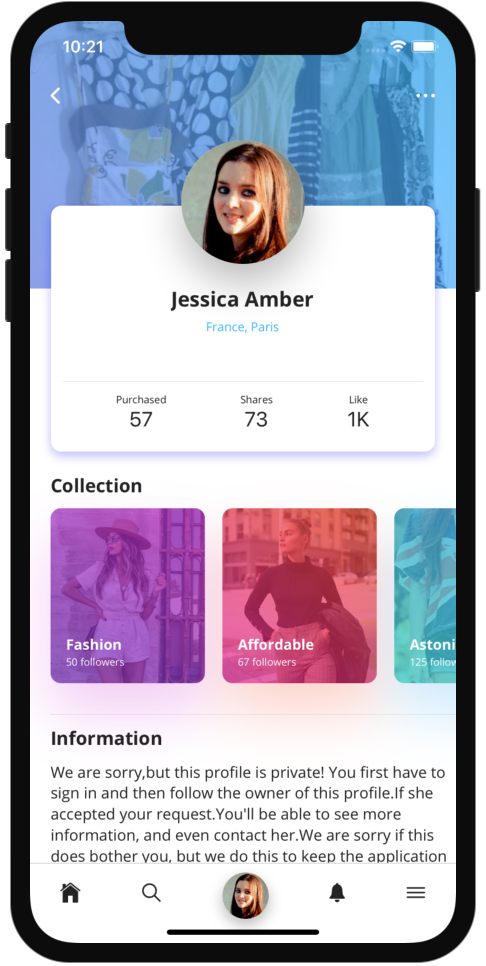 10:21
Jessica Amber
France, Paris
Purchased Shares Like
57 73 1K
Collection
Fashion Affordable Astoni
50 followers 67 followers 125 follow
Information
We are sorry,but this profile is private! You first have to
sign in and then follow the owner of this profile.If she
accepted your request.You'll be able to see more
information, and even contact her.We are sorry if this
does bother you, but we do this to keep the application